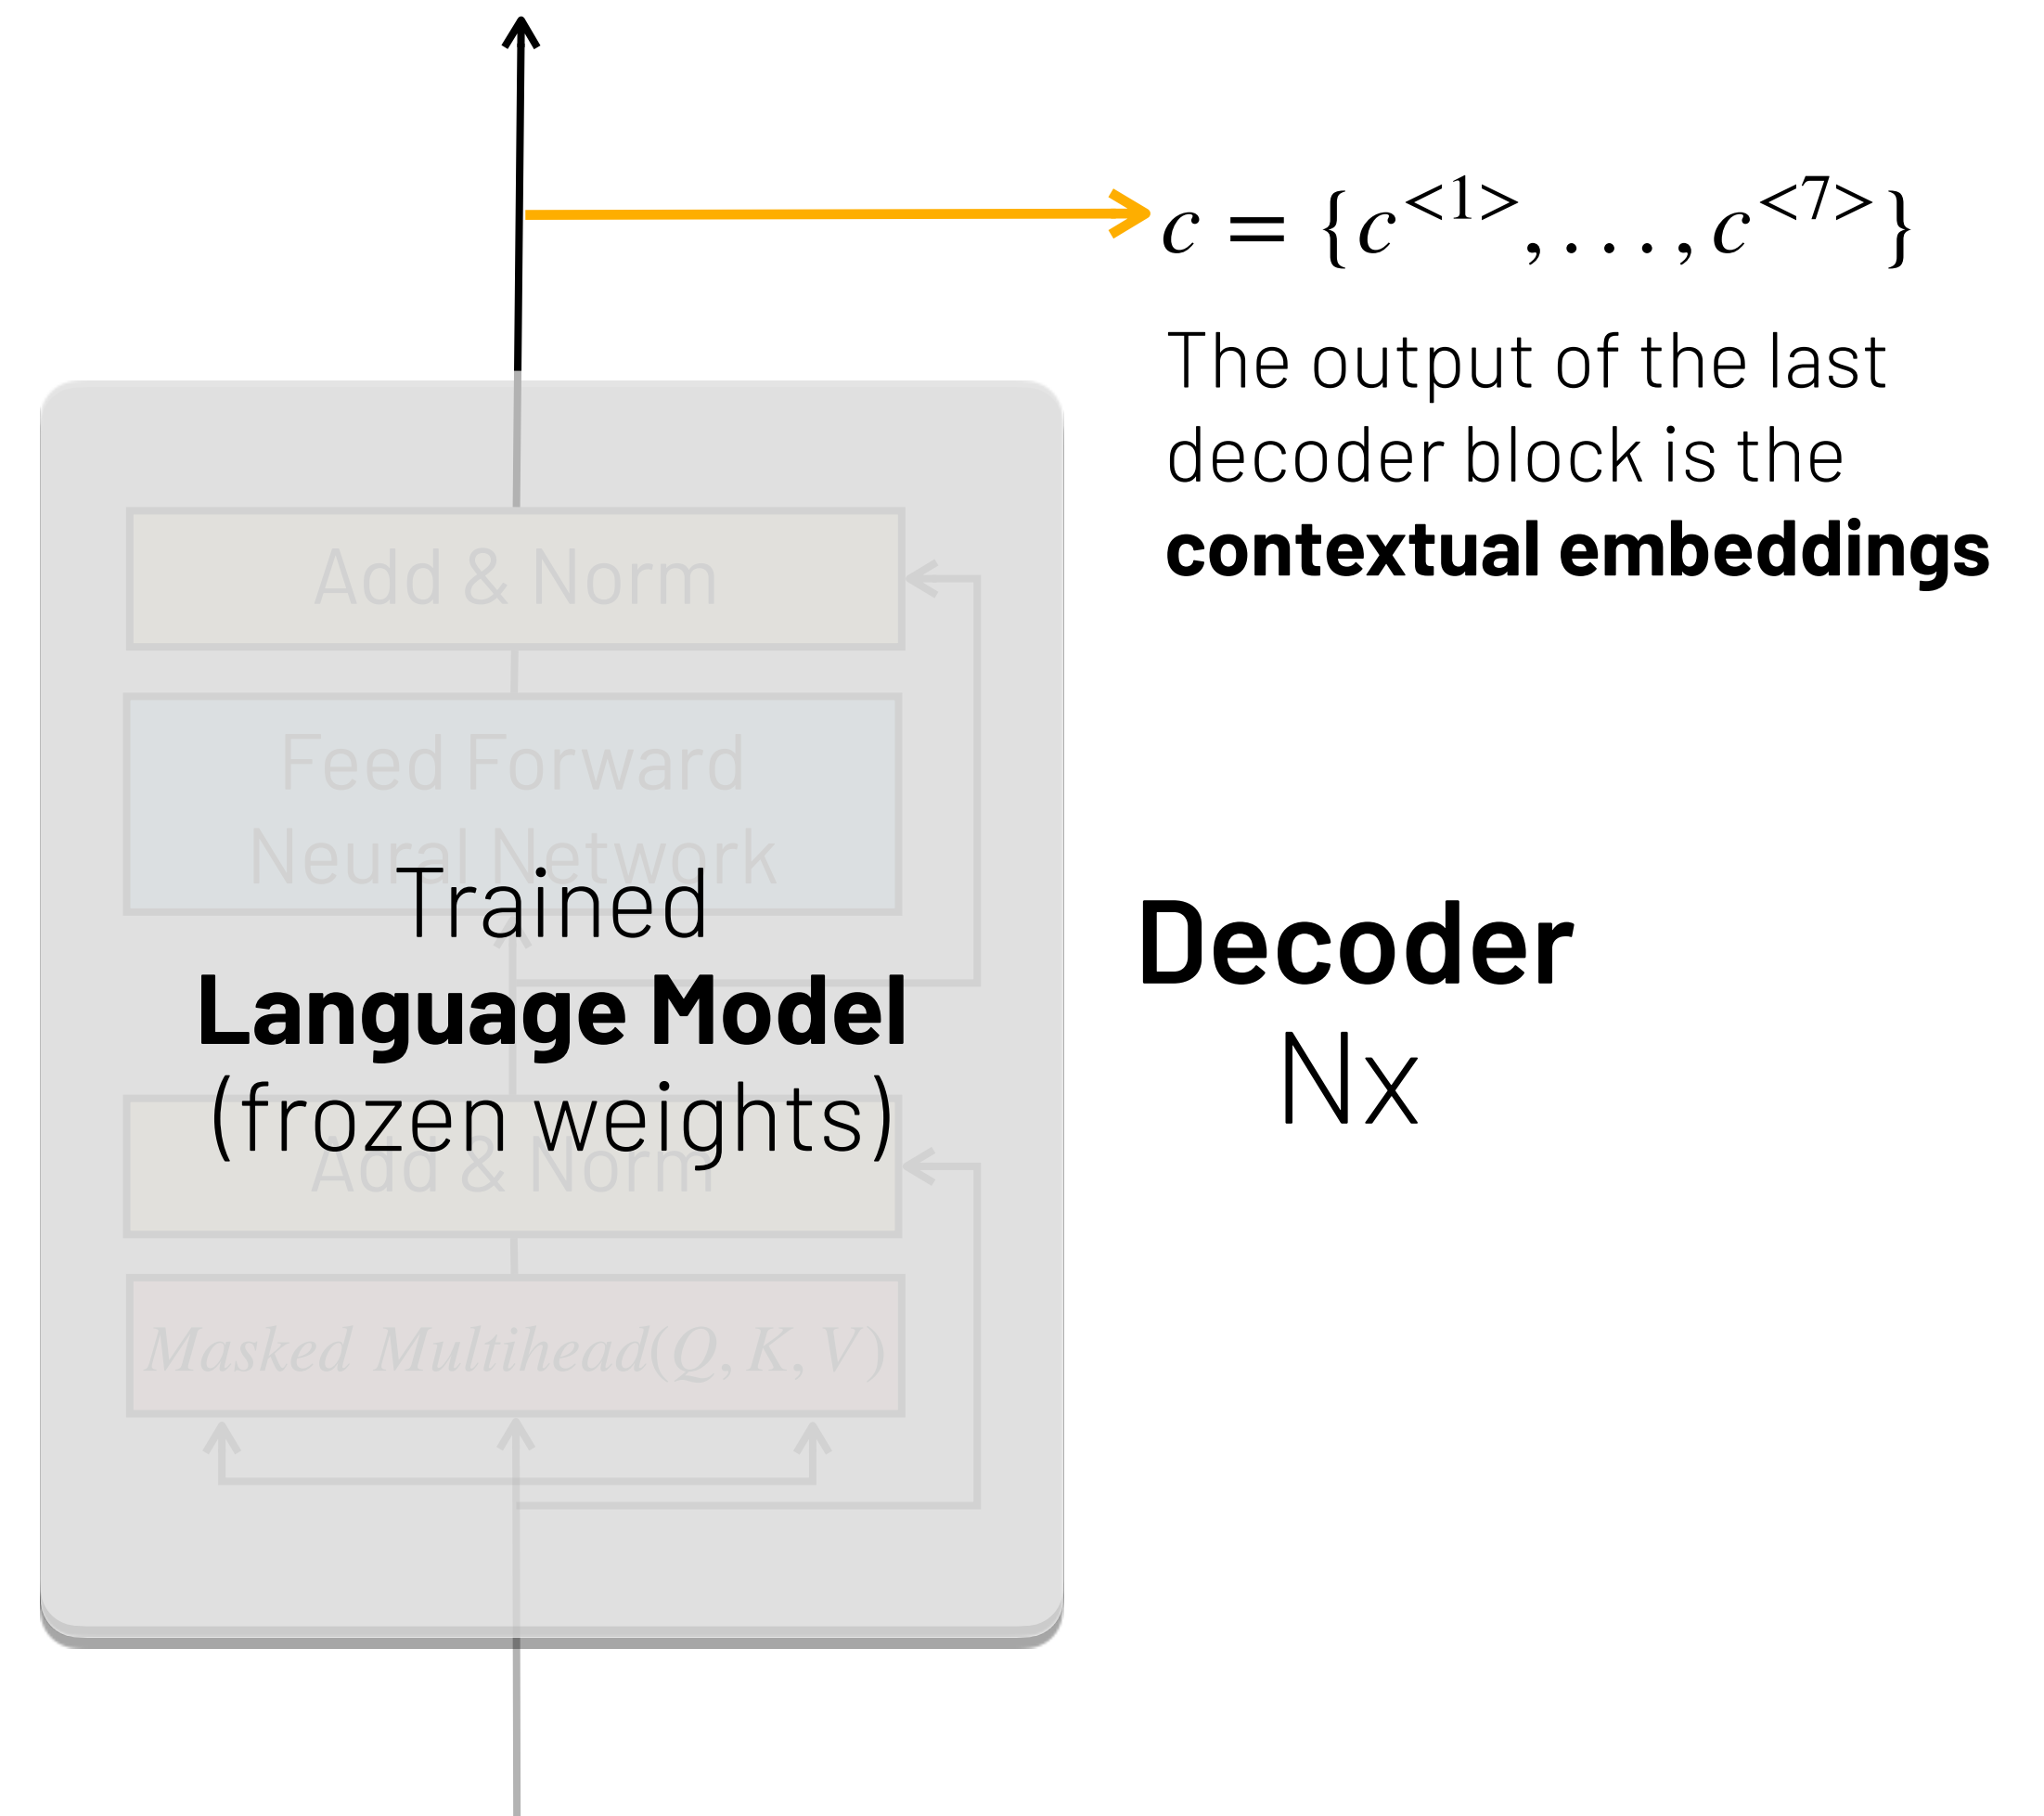 c = {c^<1>, . . . , c^<7>}
The output of the last
decoder block is the
contextual embeddings
Add & Norm
Feed Forward
Neural Network
Trained
Language Model
(frozen weights)
Add & Norm
Masked Multihead(Q, K, V)
Decoder
Nx